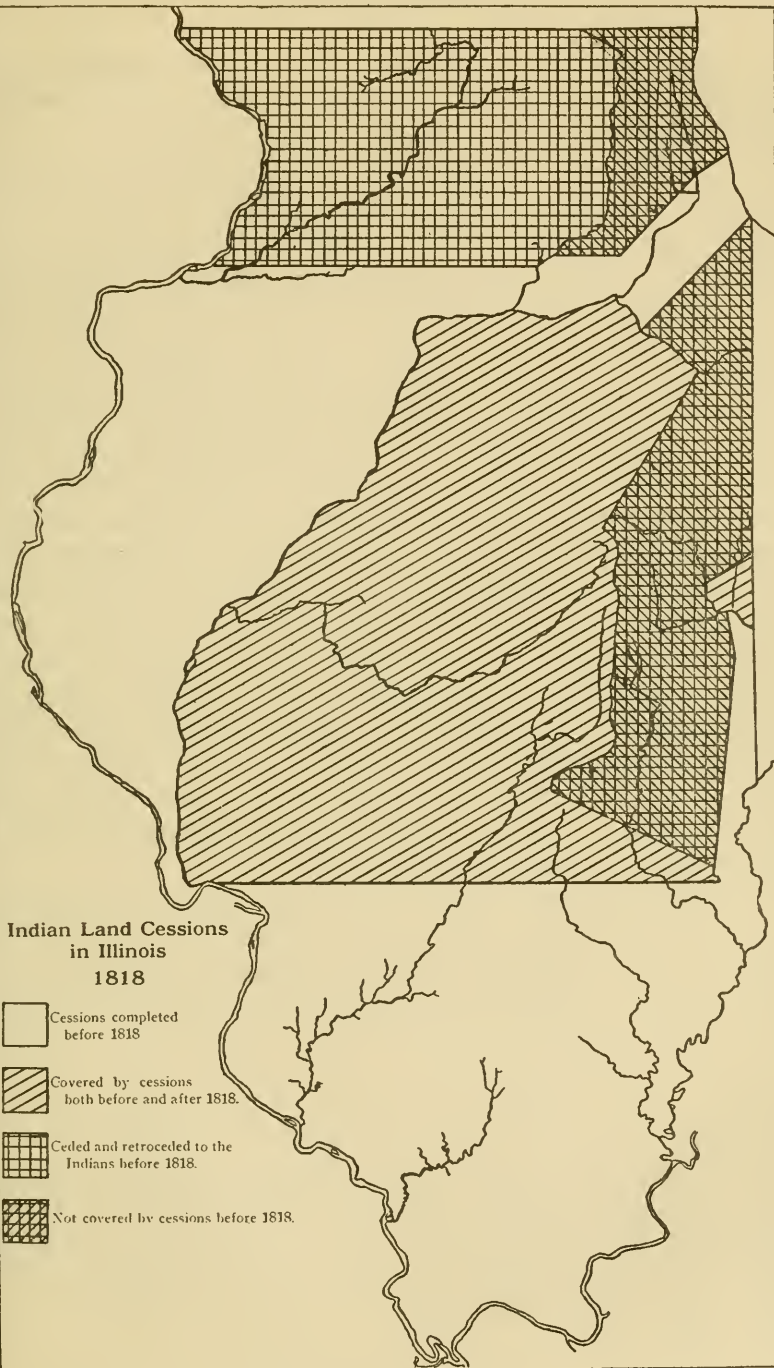 Indian Land Cessions
in Illinois
1818
Cessions completed
before 1818
Covered by cessions
both before and after 1818.
Ceded and retroceded to the
Indians before 1818.
Not covered by cessions before 1818.